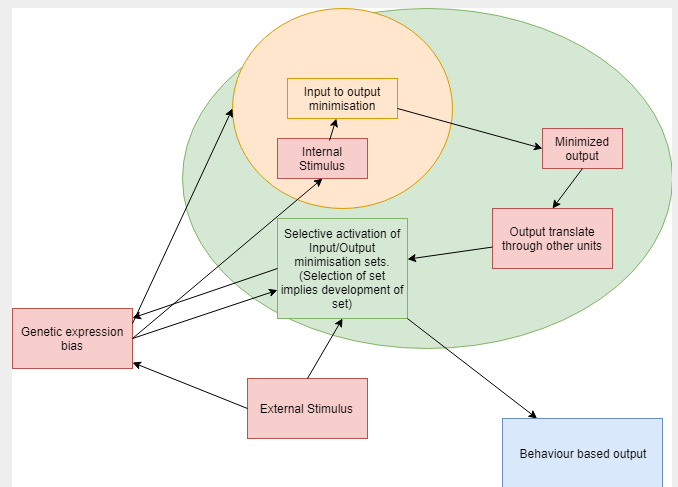 Input to output
minimisation
Internal
Stimulus
Minimized
output
Selective activation of
Input/Output
minimisation sets.
(Selection of set
implies development of
set)
Output translate
through other units
Genetic expression
bias
External Stimulus
Behaviour based output